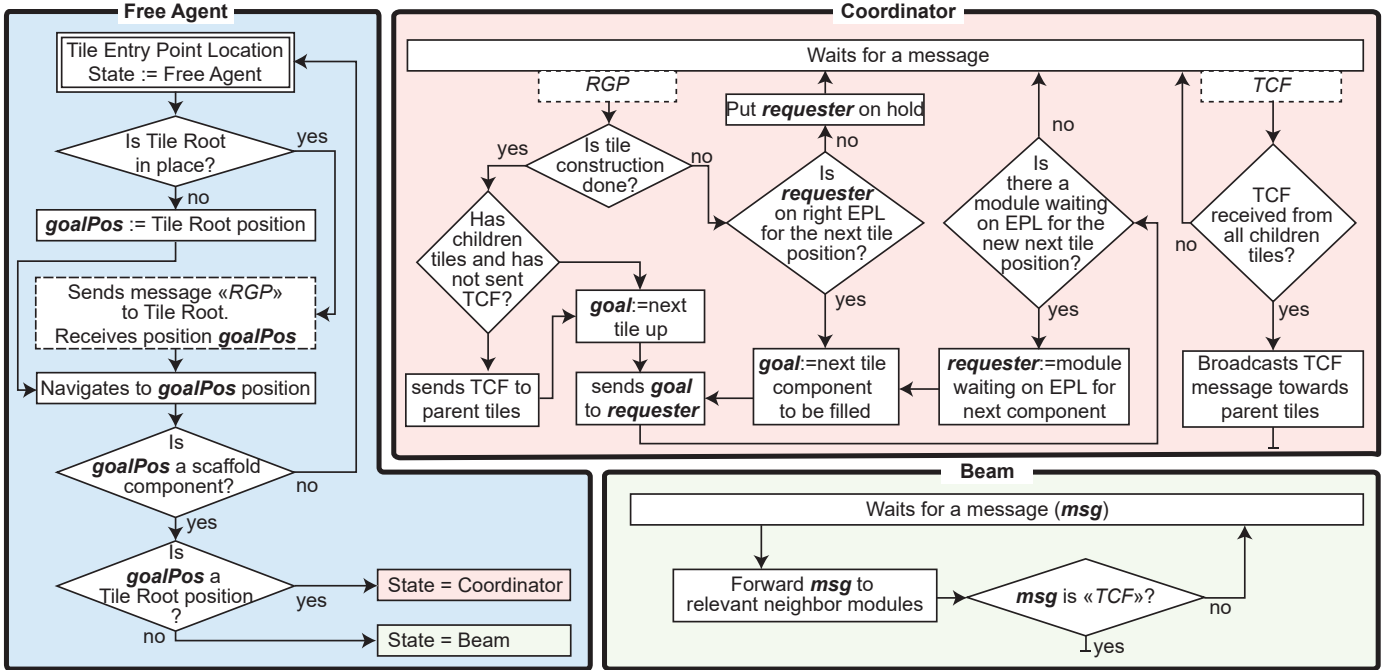 Free Agent
Tile Entry Point Location
State := Free Agent
Is Tile Root
in place?
yes
no
goalPos := Tile Root position
Sends message «RGP»
to Tile Root.
Receives position goalPos
Navigates to goalPos position
Is
goalPos a scaffold
component?
no
yes
Is
goalPos a
Tile Root position
?
yes
no
State = Coordinator
State = Beam
Coordinator
Waits for a message
RGP
Is tile
construction
done?
yes
no
Has
children
tiles and has
not sent
TCF?
sends TCF to
parent tiles
goal:=next
tile up
sends goal
to requester
Put requester on hold
no
Is
requester
on right EPL
for the next tile
position?
yes
goal:=next tile
component
to be filled
no
Is
there a
module waiting
on EPL for the
new next tile
position?
yes
requester:=module
waiting on EPL for
next component
TCF
TCF
received from
all children
tiles?
no
yes
Broadcasts TCF
message towards
parent tiles
Beam
Waits for a message (msg)
Forward msg to
relevant neighbor modules
msg is «TCF»?
no
yes